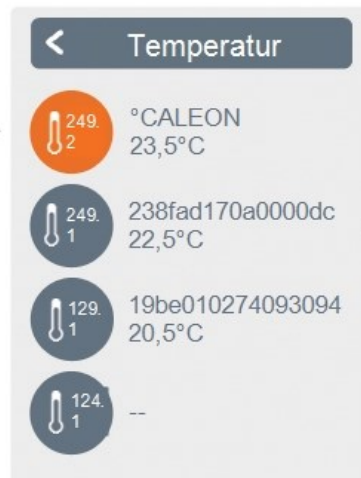 Temperatur
249.
2
°CALEON
23,5°C
249.
1
238fad170a0000dc
22,5°C
129.
1
19be010274093094
20,5°C
124.
1
--